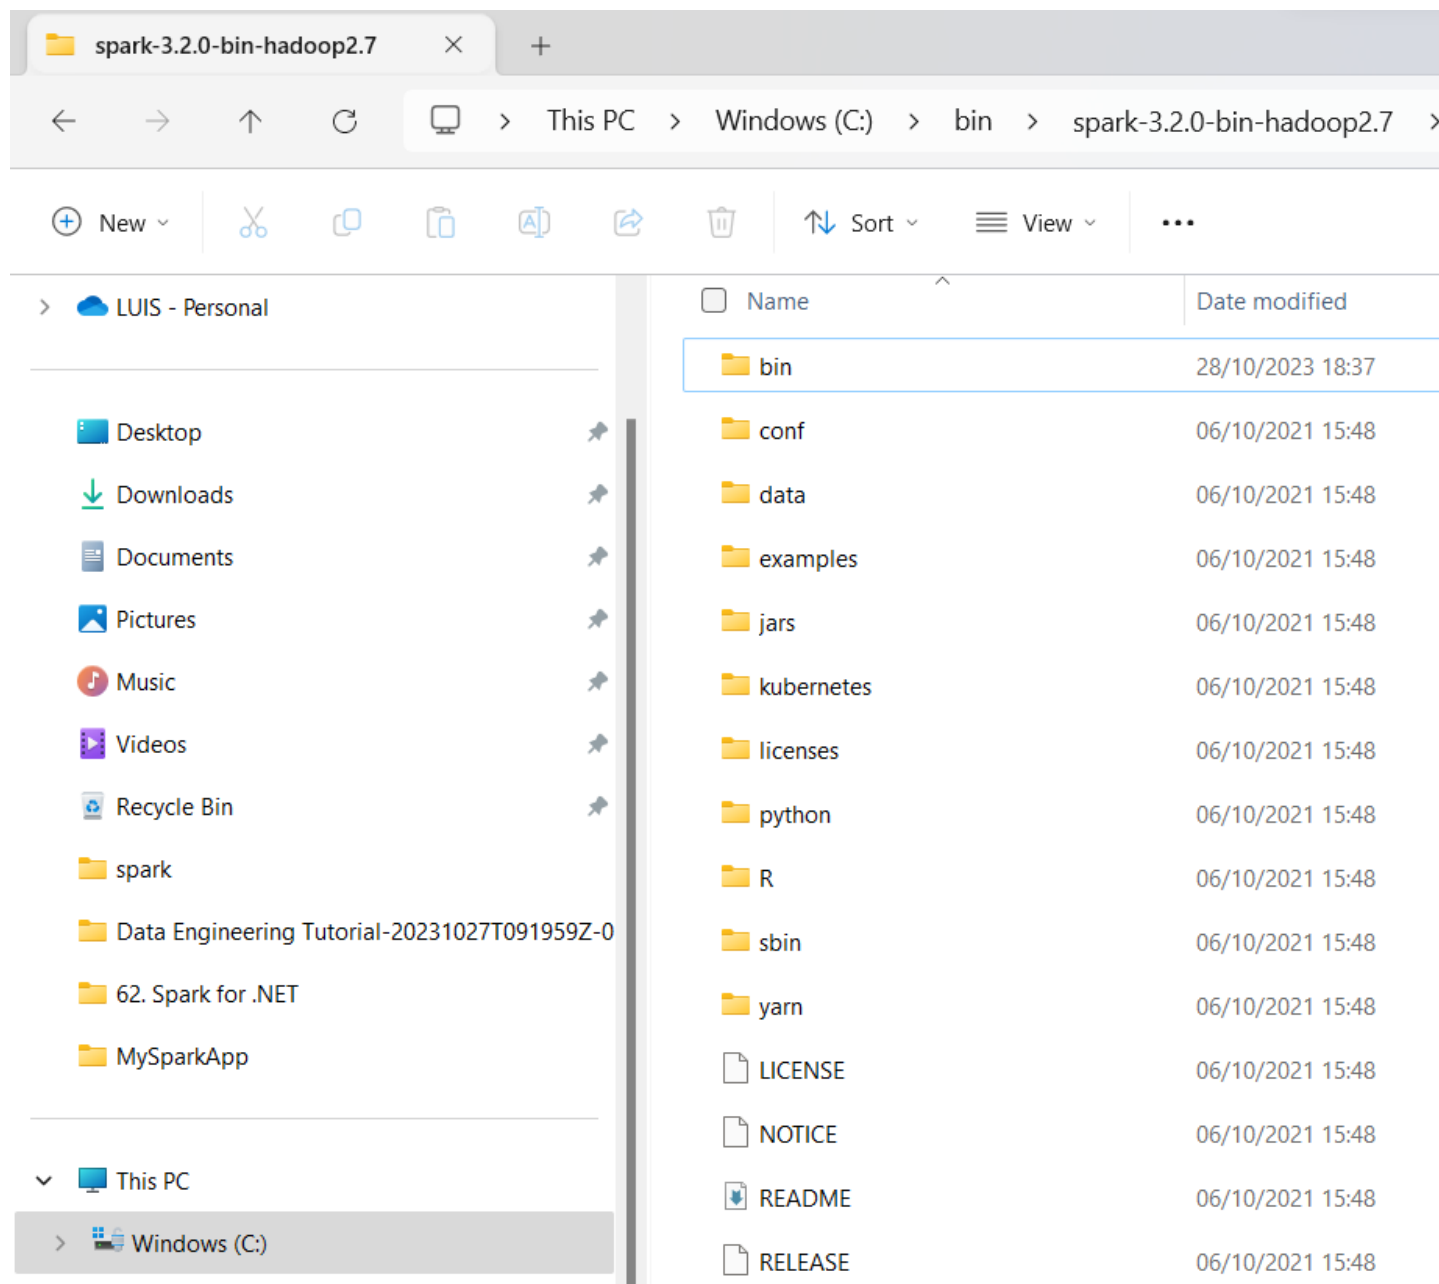 spark-3.2.0-bin-hadoop2.7
This PC > Windows (C:) > bin > spark-3.2.0-bin-hadoop2.7 >
New Sort View
LUIS - Personal
Desktop
Downloads
Documents
Pictures
Music
Videos
Recycle Bin
spark
Data Engineering Tutorial-20231027T091959Z-0
62. Spark for .NET
MySparkApp
This PC
Windows (C:)
Name Date modified
bin 28/10/2023 18:37
conf 06/10/2021 15:48
data 06/10/2021 15:48
examples 06/10/2021 15:48
jars 06/10/2021 15:48
kubernetes 06/10/2021 15:48
licenses 06/10/2021 15:48
python 06/10/2021 15:48
R 06/10/2021 15:48
sbin 06/10/2021 15:48
yarn 06/10/2021 15:48
LICENSE 06/10/2021 15:48
NOTICE 06/10/2021 15:48
README 06/10/2021 15:48
RELEASE 06/10/2021 15:48